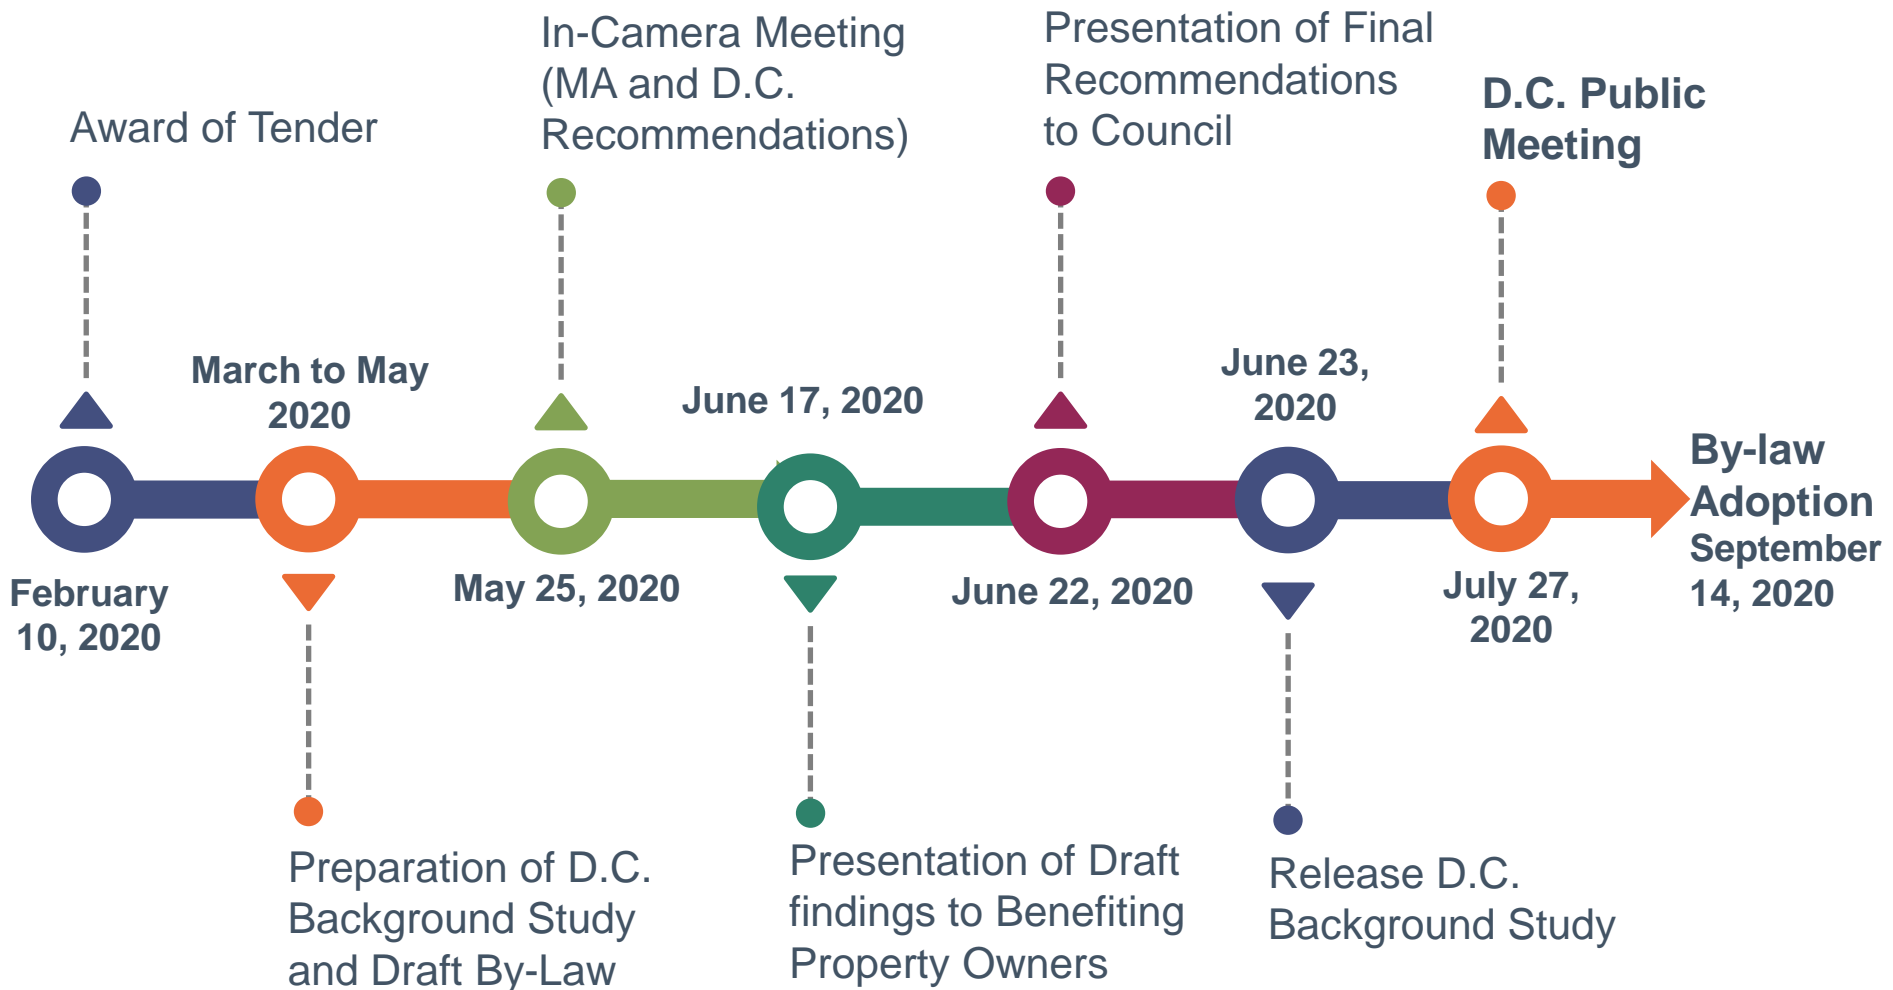 Award of Tender
February
10, 2020
March to May
2020
Preparation of D.C.
Background Study
and Draft By-Law
In-Camera Meeting
(MA and D.C.
Recommendations)
May 25, 2020
June 17, 2020
Presentation of Draft
findings to Benefiting
Property Owners
Presentation of Final
Recommendations
to Council
June 22, 2020
June 23,
2020
Release D.C.
Background Study
D.C. Public
Meeting
July 27,
2020
By-law
Adoption
September
14, 2020